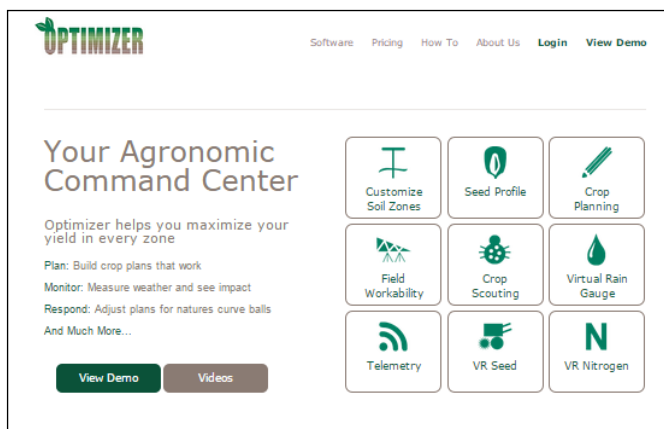 OPTIMIZER
Software Pricing How To About Us Login View Demo
Your Agronomic
Command Center
Optimizer helps you maximize your
yield in every zone
Plan: Build crop plans that work
Monitor: Measure weather and see impact
Respond: Adjust plans for natures curve balls
And Much More...
View Demo Videos
Customize
Soil Zones
Seed Profile
Crop
Planning
Field
Workability
Crop
Scouting
Virtual Rain
Gauge
Telemetry
VR Seed
N
VR Nitrogen